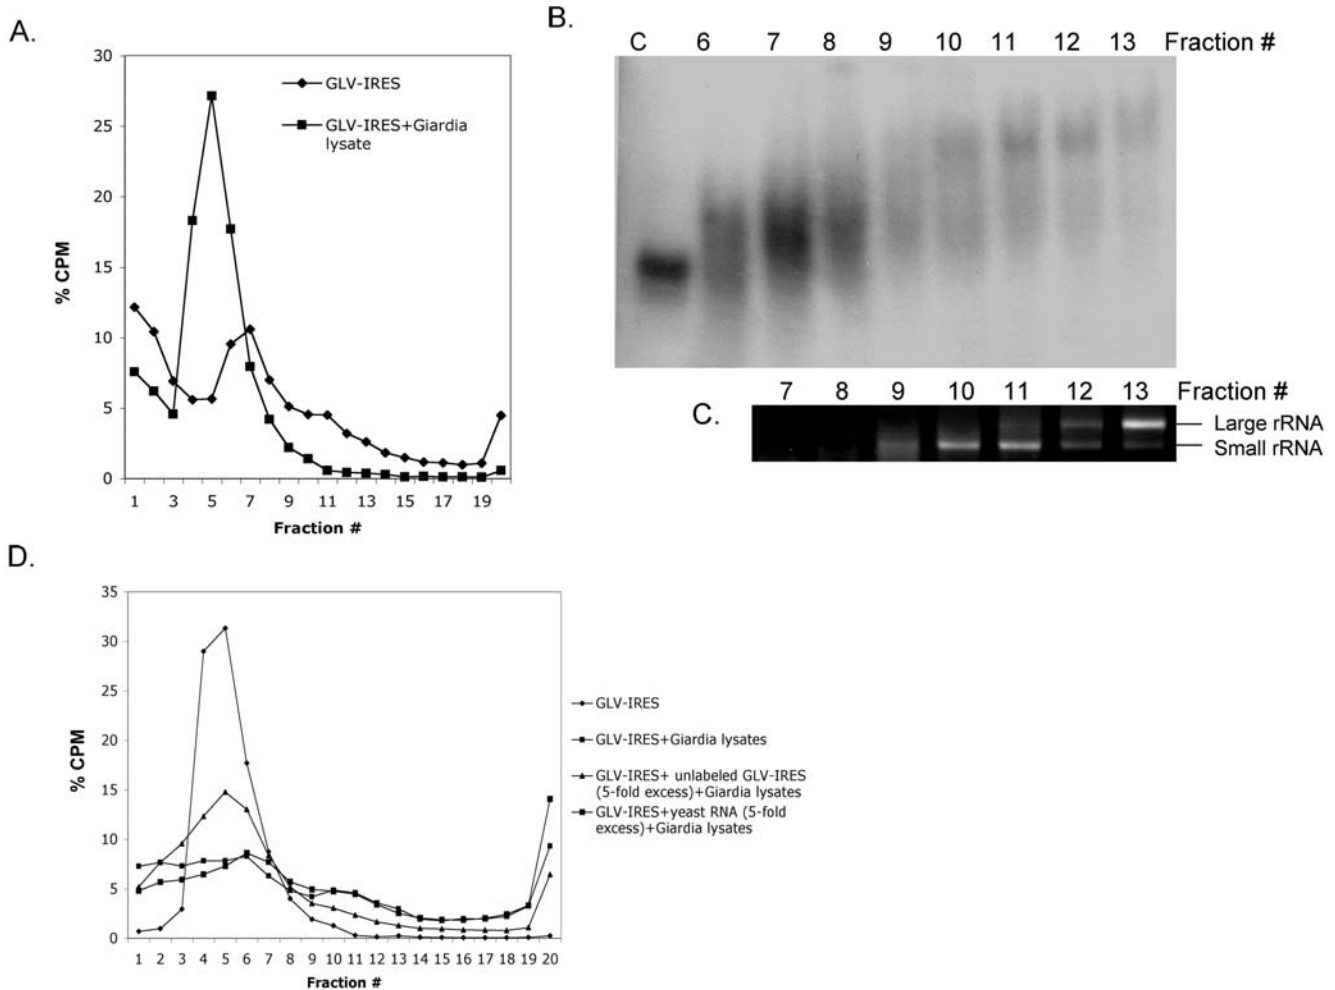 A.
30
25
20
15
10
5
0
% CPM
GLV-IRES
GLV-IRES+Giardia
lysate
1 3 5 7 9 11 13 15 17 19
Fraction #
B.
C 6 7 8 9 10 11 12 13 Fraction #
7 8 9 10 11 12 13 Fraction #
C.
Large rRNA
Small rRNA
D.
35
30
25
20
15
10
5
0
% CPM
1 2 3 4 5 6 7 8 9 10 11 12 13 14 15 16 17 18 19 20
Fraction #
GLV-IRES
GLV-IRES+Giardia lysates
GLV-IRES+ unlabeled GLV-IRES
(5-fold excess)+Giardia lysates
GLV-IRES+yeast RNA (5-fold
excess)+Giardia lysates